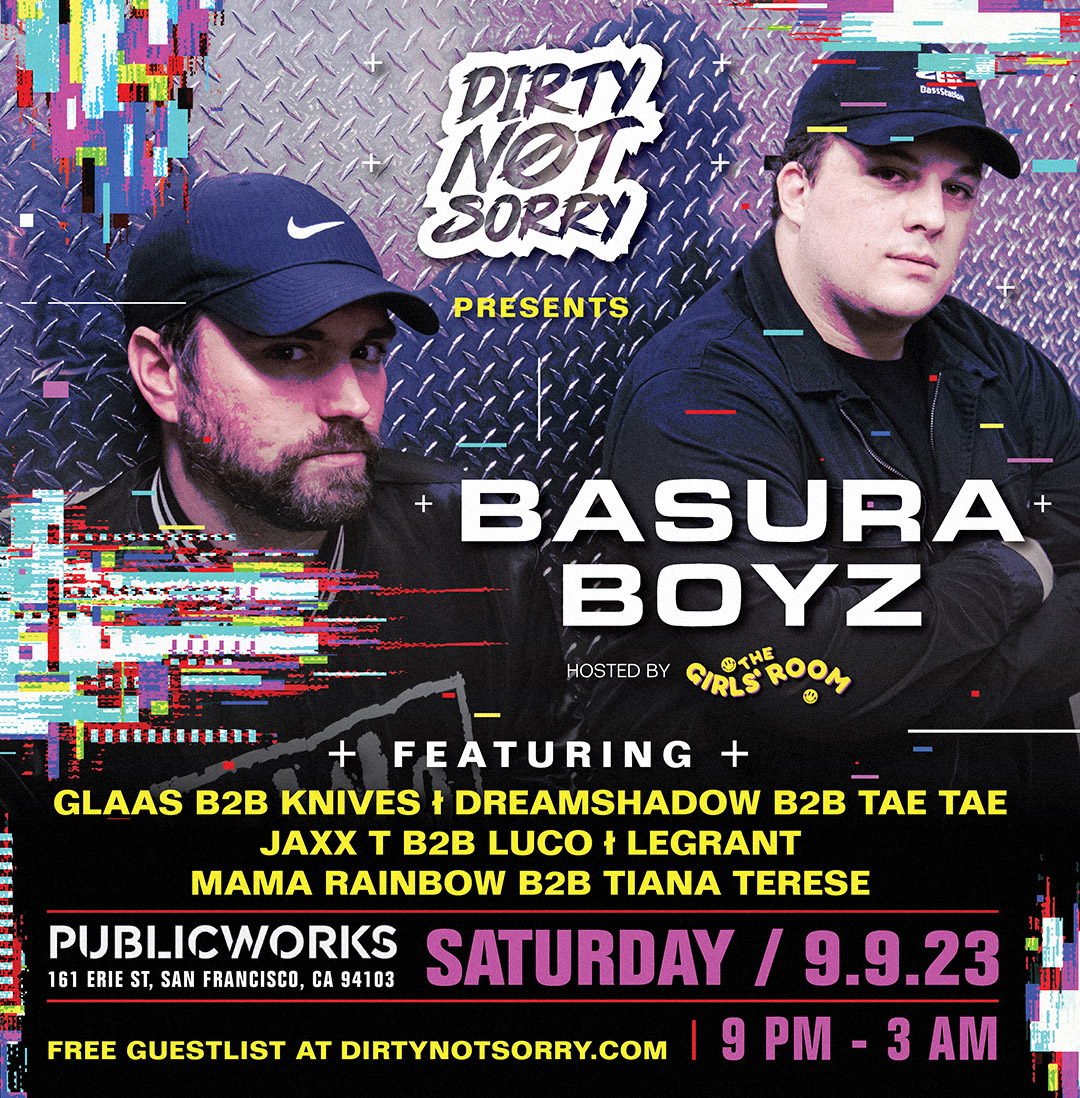 DIRTY
NOT
SORRY
PRESENTS
BassStation
BASURA
BOYZ
HOSTED BY THE GIRLS' ROOM
+ FEATURING +
GLAAS B2B KNIVES ł DREAMSHADOW B2B TAE TAE
JAXX T B2B LUCO ł LEGRANT
MAMA RAINBOW B2B TIANA TERESE
PUBLICWORKS
161 ERIE ST, SAN FRANCISCO, CA 94103
SATURDAY / 9.9.23
FREE GUESTLIST AT DIRTYNOTSORRY.COM | 9 PM - 3 AM